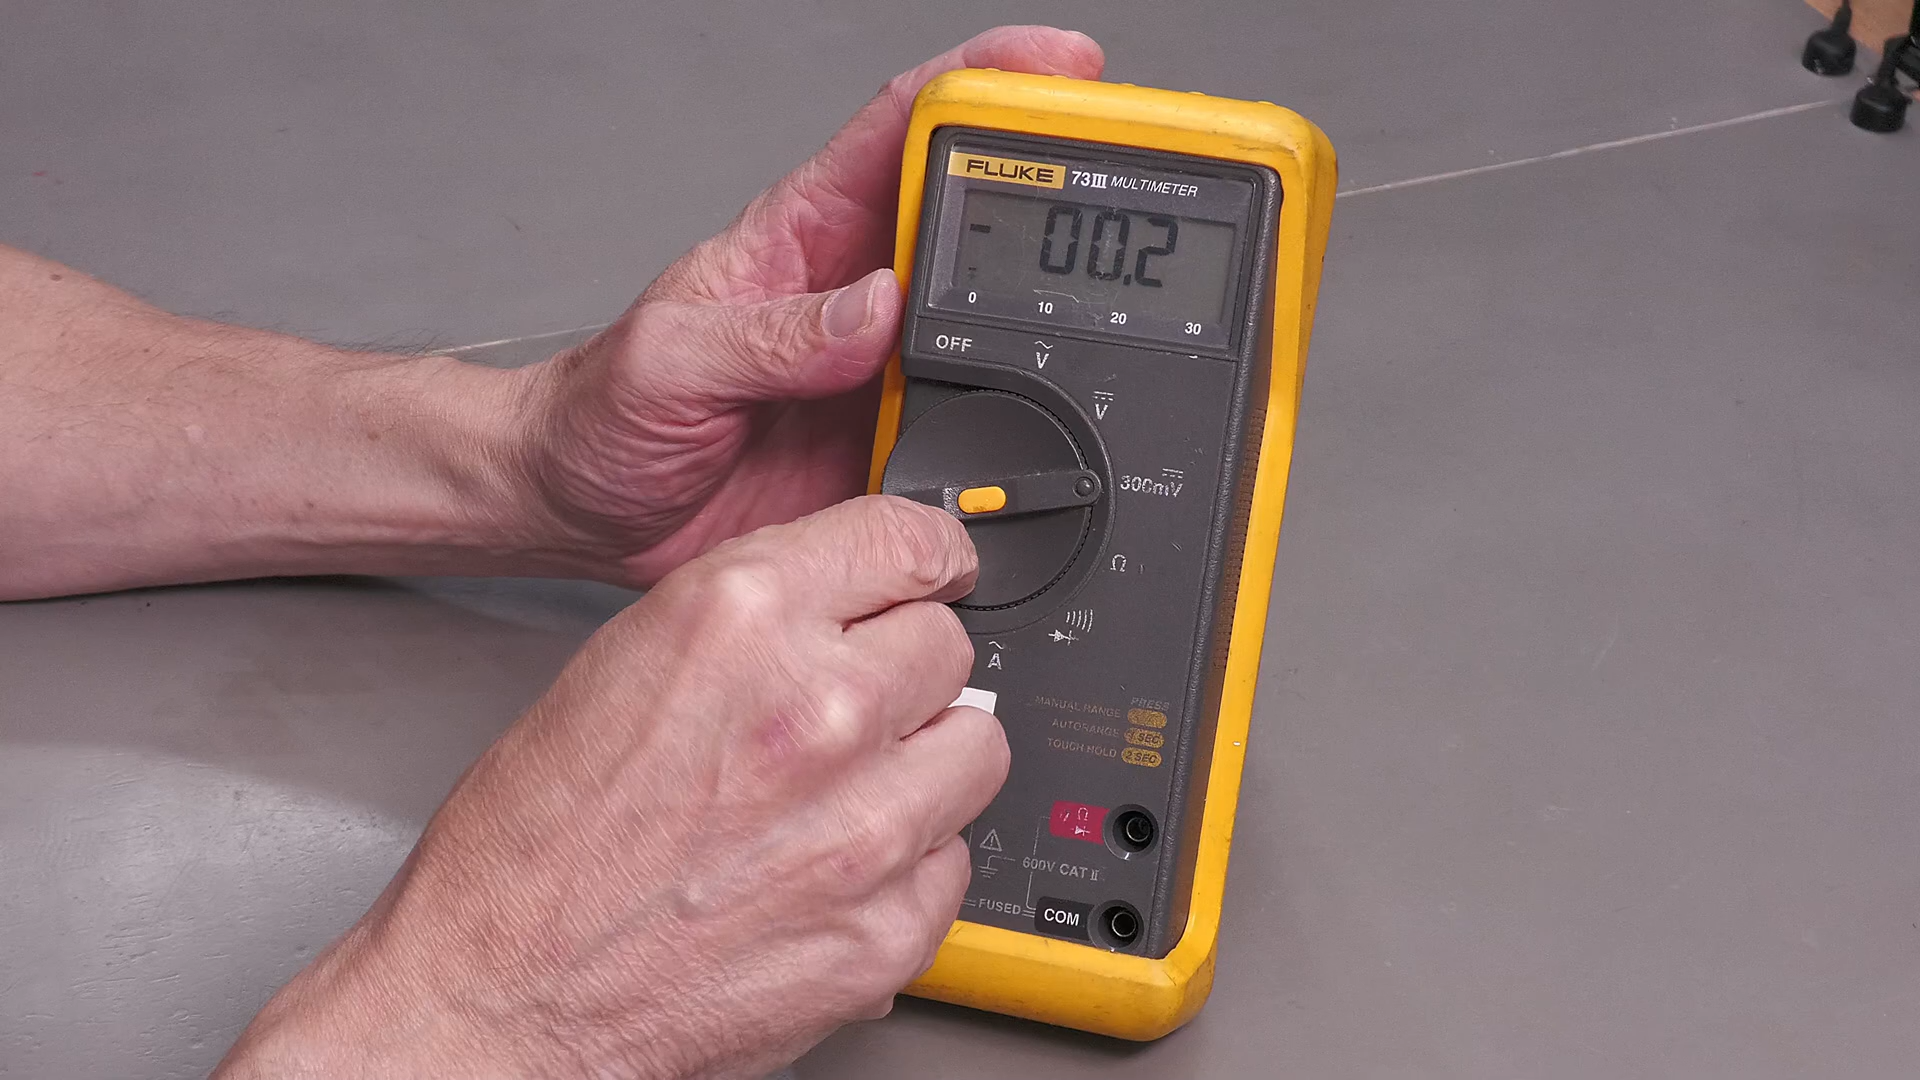 FLUKE 73III MULTIMETER
- 00.2
0 10 20 30
OFF
V
V
300mV
Ω
A
PRESS
MANUAL RANGE
AUTORANGE 1 SEC
TOUCH HOLD 2 SEC
V Ω
600V CAT II
FUSED
COM